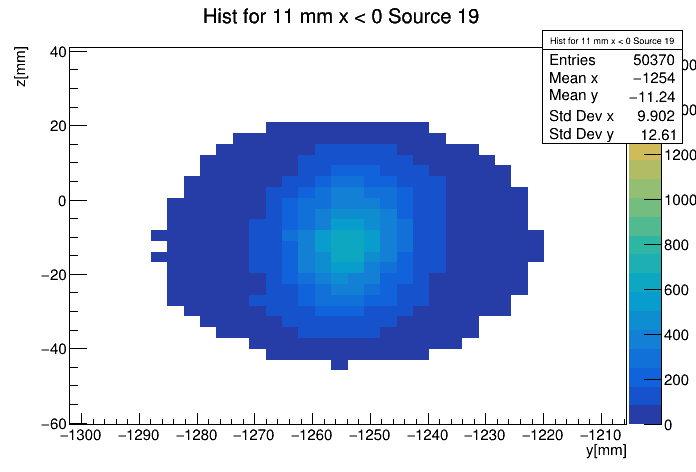 Hist for 11 mm x < 0 Source 19
z[mm]
Hist for 11 mm x < 0 Source 19
Entries 50370
Mean x −1254
Mean y −11.24
Std Dev x 9.902
Std Dev y 12.61
40
20
0
−20
−40
−60
1200
1000
800
600
400
200
0
−1300 −1290 −1280 −1270 −1260 −1250 −1240 −1230 −1220 −1210
y[mm]